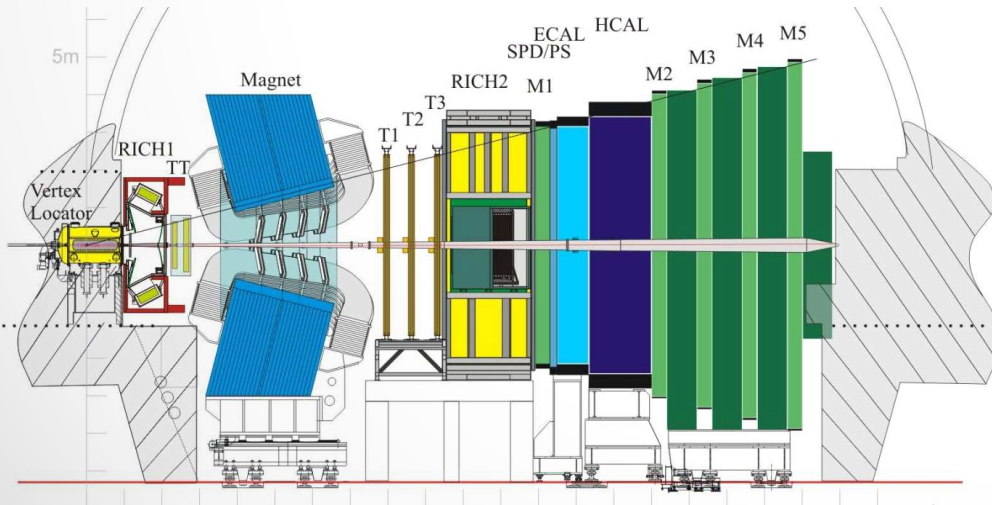 5m
Magnet
RICH1
TT
Vertex
Locator
T1
T2
T3
RICH2
M1
SPD/PS
ECAL
HCAL
M2
M3
M4
M5